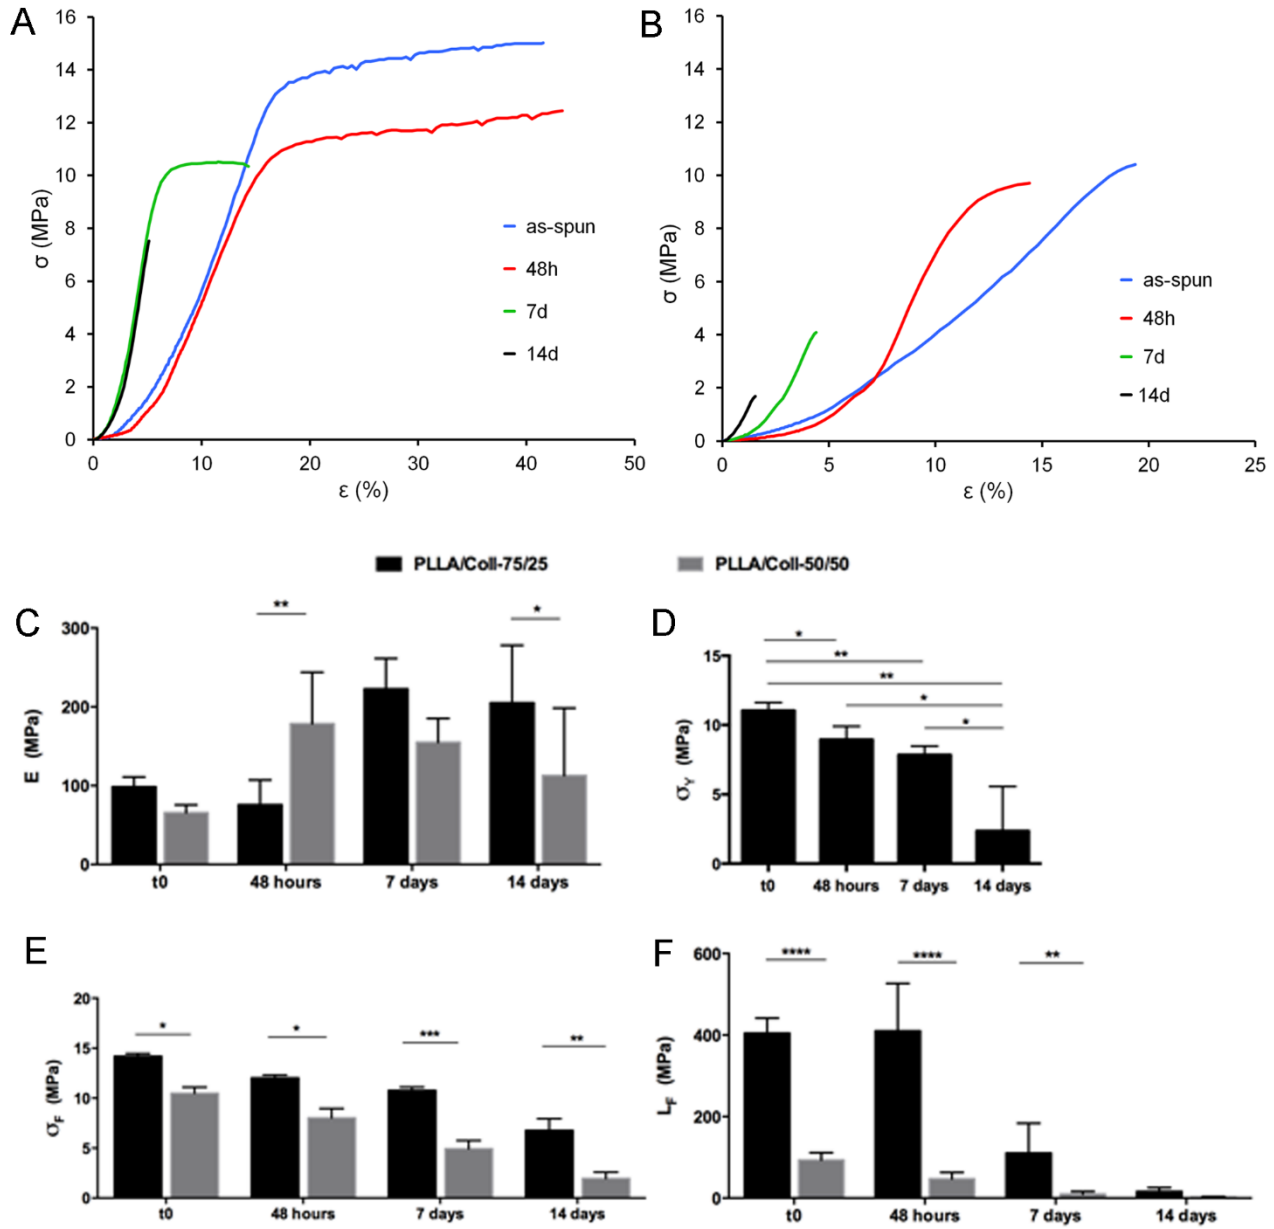 A
16
14
12
10
8
6
4
2
0
σ (MPa)
0 10 20 30 40 50
ε (%)
as-spun
48h
7d
14d
B
16
14
12
10
8
6
4
2
0
σ (MPa)
0 5 10 15 20 25
ε (%)
as-spun
48h
7d
14d
PLLA/Coll-75/25 PLLA/Coll-50/50
C
300
200
100
0
E (MPa)
** *
t0 48 hours 7 days 14 days
D
15
10
5
0
σY (MPa)
*
**
**
*
*
t0 48 hours 7 days 14 days
E
20
15
10
5
0
σF (MPa)
* * *** **
t0 48 hours 7 days 14 days
F
600
400
200
0
LF (MPa)
**** **** **
t0 48 hours 7 days 14 days